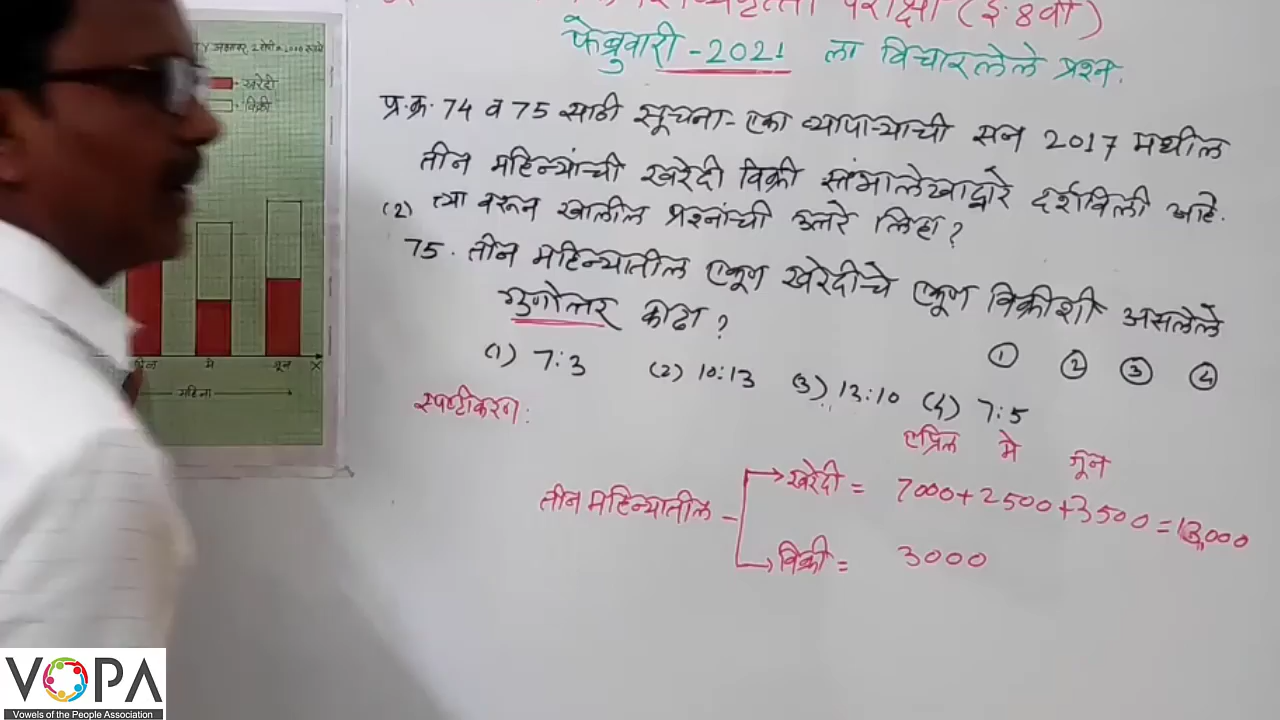 परीक्षा (इ. 8वी)
फेब्रुवारी - 2021 ला विचारलेले प्रश्न.
प्र.क्र. 74 व 75 साठी सूचना - एका व्यापाऱ्याची सन 2017 मधील
तीन महिन्यांची खरेदी विक्री स्तंभालेखाद्वारे दर्शविली आहे.
(2) त्या वरून खालील प्रश्नांची उत्तरे लिहा?
75. तीन महिन्यातील एकूण खरेदीचे एकूण विक्रीशी असलेले
गुणोत्तर काढा?
① ② ③ ④
(1) 7:3 (2) 10:13 (3) 13:10 (4) 7:5
स्पष्टीकरण:
एप्रिल मे जून
तीन महिन्यातील
खरेदी = 7000+2500+3500 = 13,000
विक्री = 3000
खरेदी
विक्री
मे जून X
महिना
VOPA
Vowels of the People Association